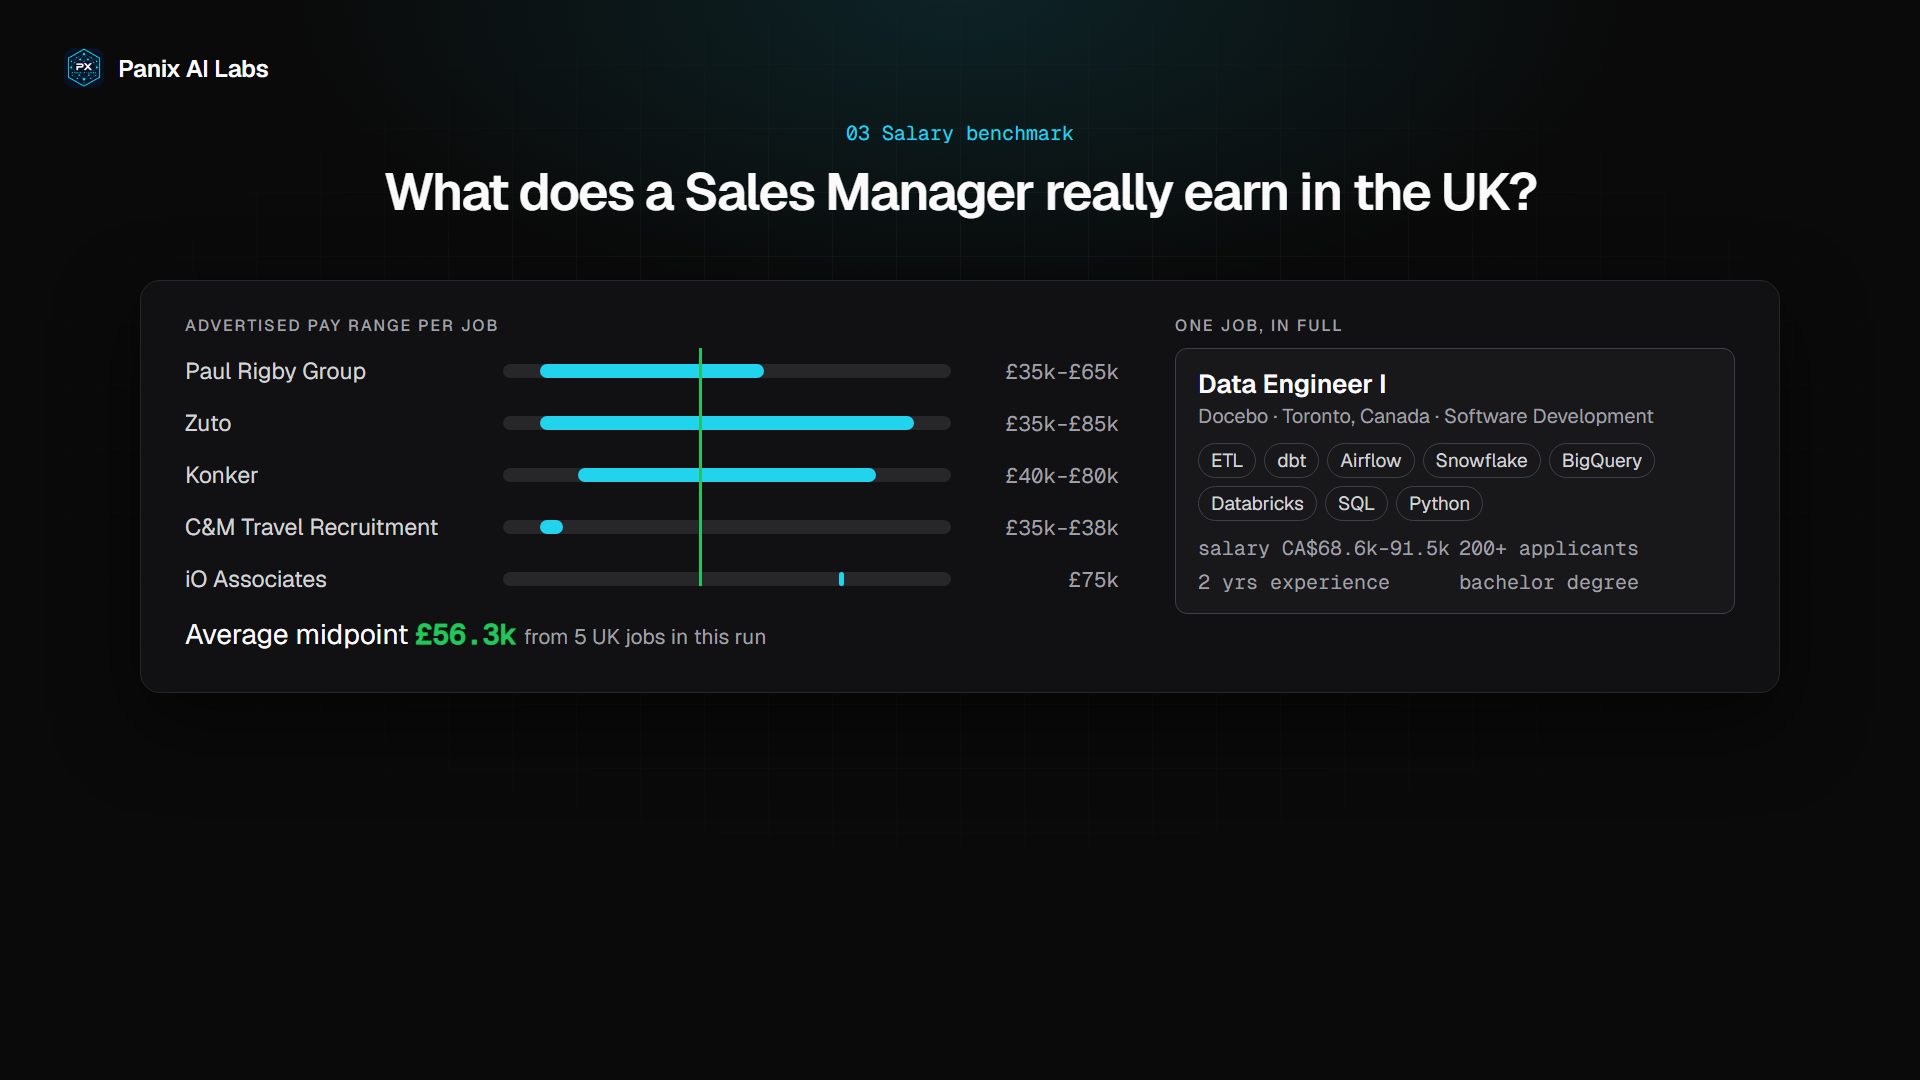 PX
Panix AI Labs
03 Salary benchmark
What does a Sales Manager really earn in the UK?
ADVERTISED PAY RANGE PER JOB
Paul Rigby Group £35k–£65k
Zuto £35k–£85k
Konker £40k–£80k
C&M Travel Recruitment £35k–£38k
iO Associates £75k
Average midpoint £56.3k from 5 UK jobs in this run
ONE JOB, IN FULL
Data Engineer I
Docebo · Toronto, Canada · Software Development
ETL dbt Airflow Snowflake BigQuery
Databricks SQL Python
salary CA$68.6k–91.5k 200+ applicants
2 yrs experience bachelor degree